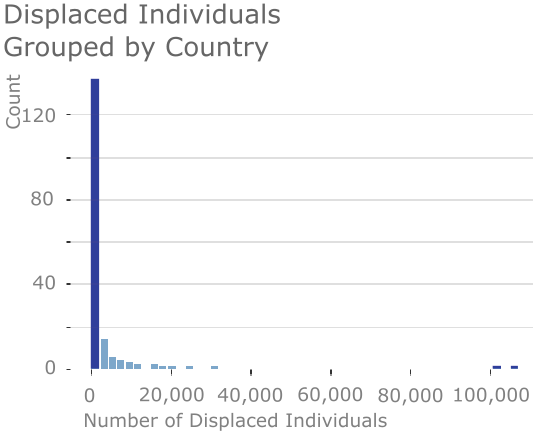 Displaced Individuals
Grouped by Country
Count
120
80
40
0
0 20,000 40,000 60,000 80,000 100,000
Number of Displaced Individuals